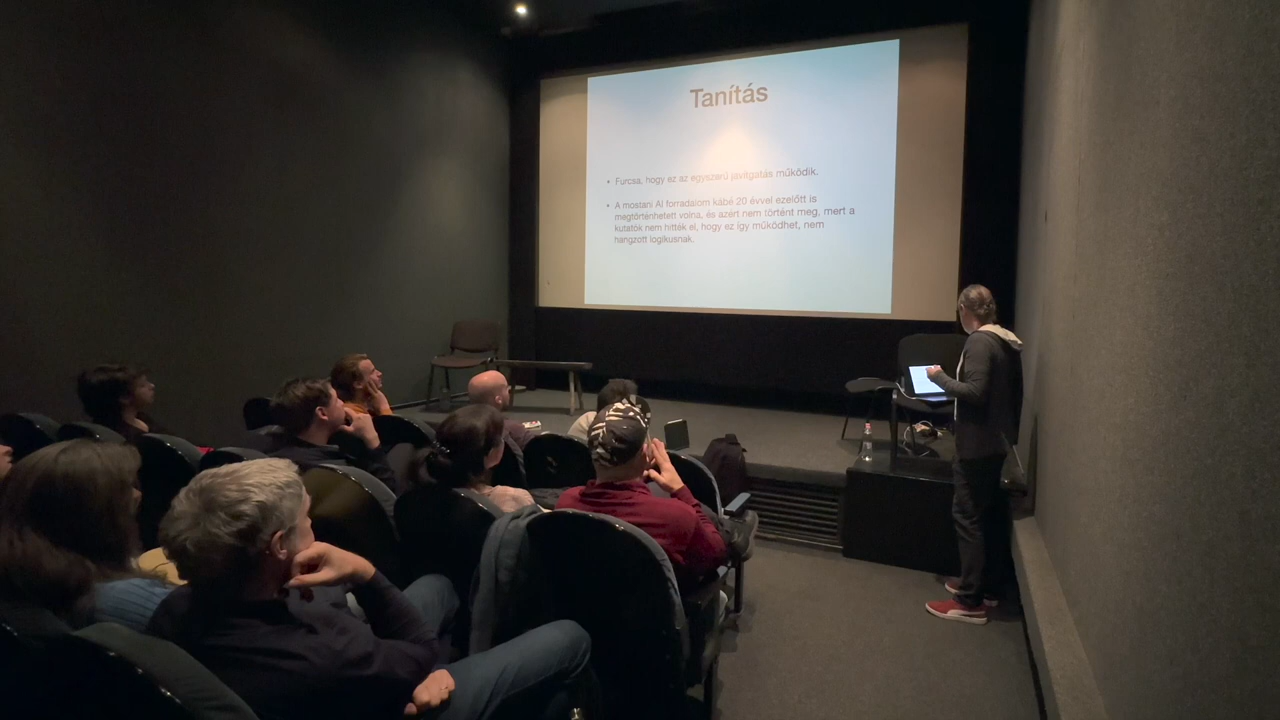 Tanítás
• Furcsa, hogy ez az egyszerű javítgatás működik.
• A mostani AI forradalom kábé 20 évvel ezelőtt is
megtörténhetett volna, és azért nem történt meg, mert a
kutatók nem hitték el, hogy ez így működhet, nem
hangzott logikusnak.